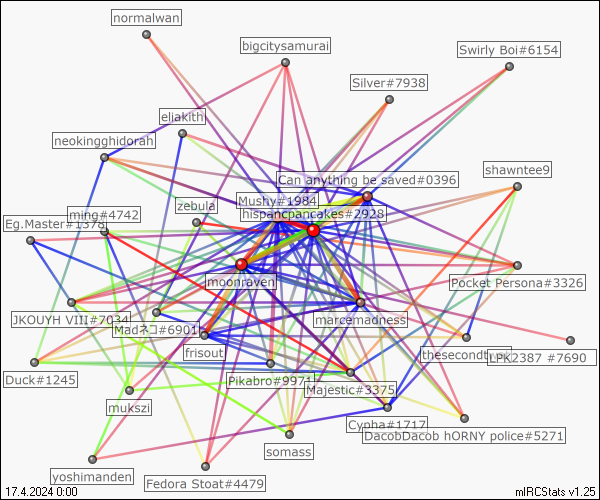 normalwan
bigcitysamurai
Swirly Boi#6154
Silver#7938
eliakith
neokingghidorah
Can anything be saved#0396
shawntee9
Mushy#1984
zebula
hispancpancakes#2928
ming#4742
Eg.Master#1378
moonraven
Pocket Persona#3326
JKOUYH VIII#7034
marcemadness
Madネコ#6901
frisout
LPK2387 #7690
Duck#1245
Pikabro#9971
Majestic#3375
mukszi
Cypha#1717
DacobDacob hORNY police#5271
somass
yoshimanden
Fedora Stoat#4479
17.4.2024 0:00
mIRCStats v1.25